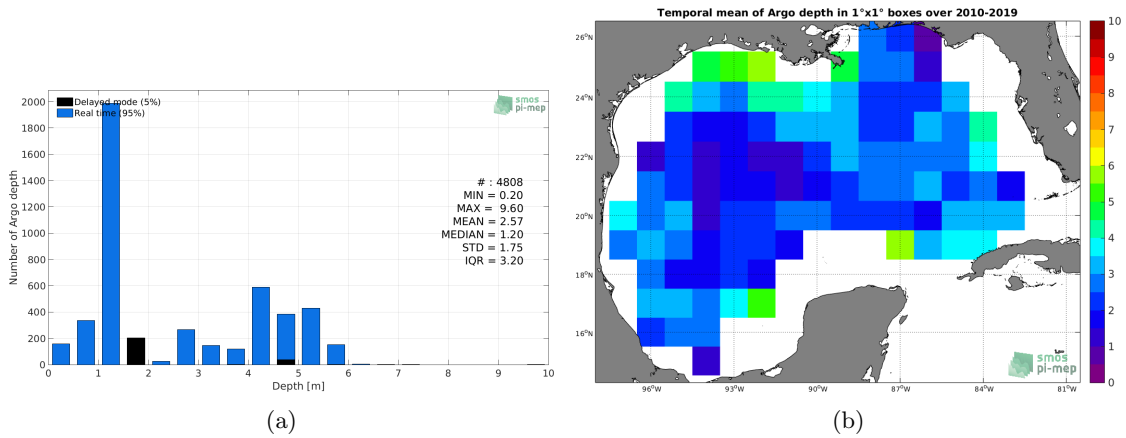 Delayed mode (5%)
Real time (95%)
smos
pi-mep
# : 4808
MIN = 0.20
MAX = 9.60
MEAN = 2.57
MEDIAN = 1.20
STD = 1.75
IQR = 3.20
Number of Argo depth
2000
1800
1600
1400
1200
1000
800
600
400
200
0
0 1 2 3 4 5 6 7 8 9 10
Depth [m]
(a)
Temporal mean of Argo depth in 1°x1° boxes over 2010-2019
26°N
24°N
22°N
20°N
18°N
16°N
96°W 93°W 90°W 87°W 84°W 81°W
smos
pi-mep
10
9
8
7
6
5
4
3
2
1
0
(b)